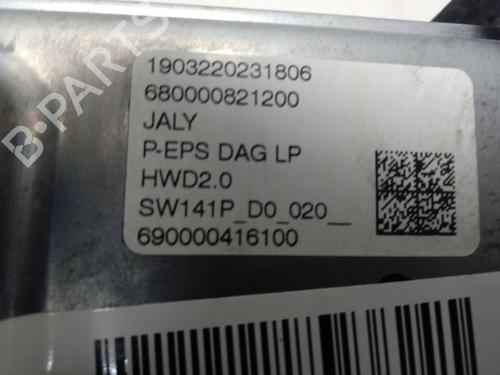 1903220231806
680000821200
JALY
P-EPS DAG LP
HWD2.0
SW141P_D0_020__
690000416100
B-PARTS